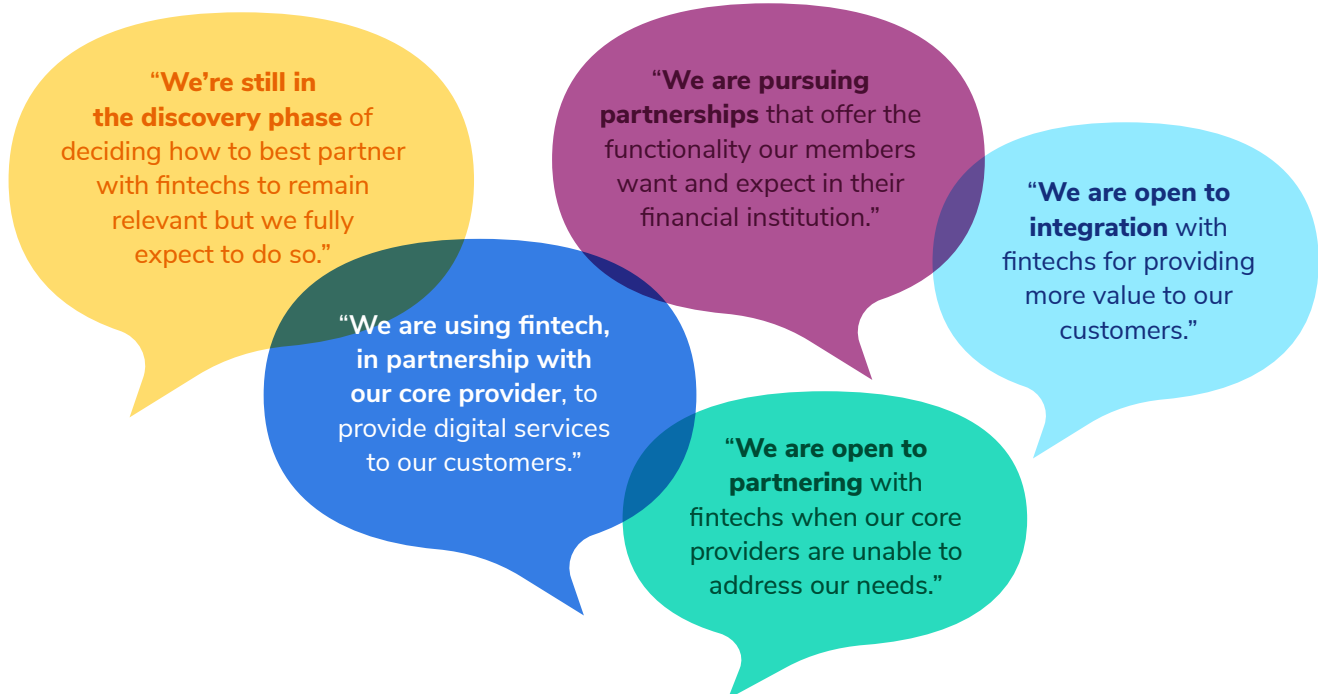 “We’re still in
the discovery phase of
deciding how to best partner
with fintechs to remain
relevant but we fully
expect to do so.”
“We are pursuing
partnerships that offer the
functionality our members
want and expect in their
financial institution.”
“We are open to
integration with
fintechs for providing
more value to our
customers.”
“We are using fintech,
in partnership with
our core provider, to
provide digital services
to our customers.”
“We are open to
partnering with
fintechs when our core
providers are unable to
address our needs.”